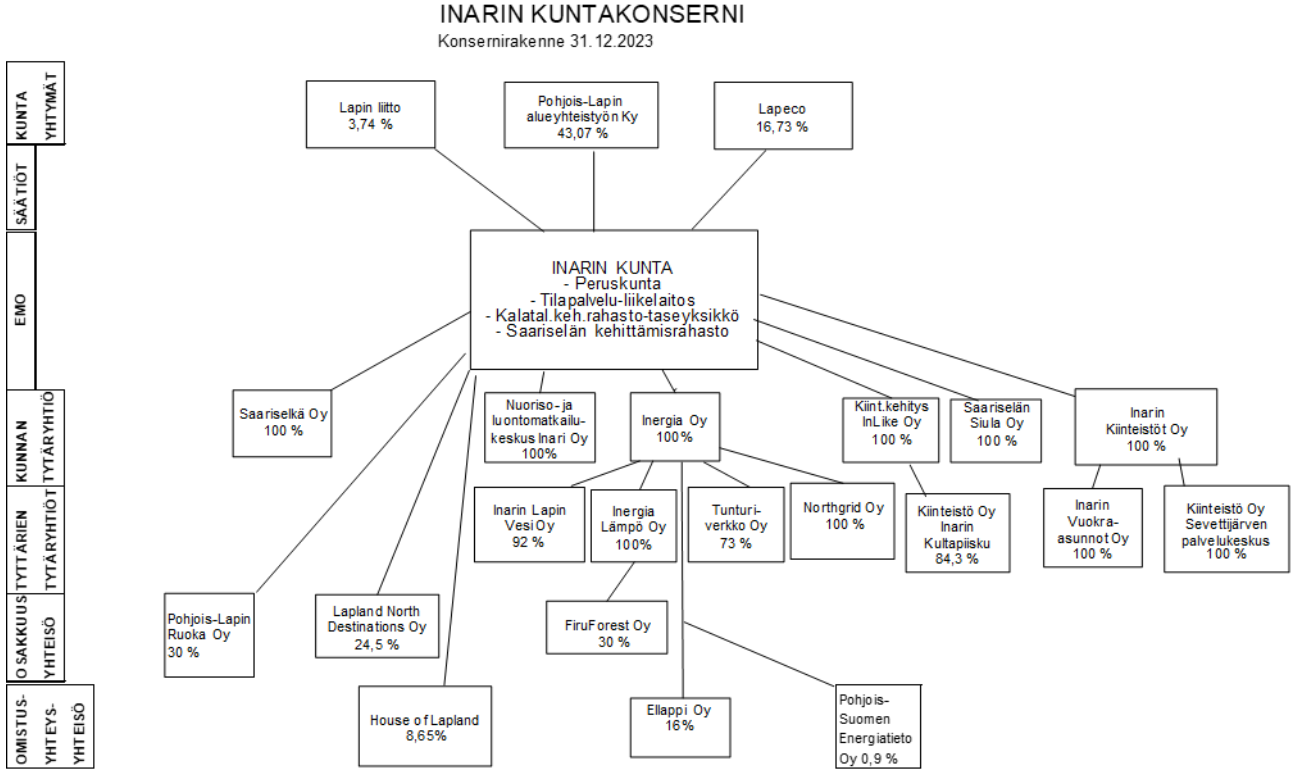 INARIN KUNTAKONSERNI
Konsernirakenne 31.12.2023
KUNTA
YHTYMÄT
Lapin liitto
3,74 %
Pohjois-Lapin
alueyhteistyön Ky
43,07 %
Lapeco
16,73 %
SÄÄTIÖT
EMO
INARIN KUNTA
- Peruskunta
- Tilapalvelu-liikelaitos
- Kalatal.keh.rahasto-taseyksikkö
- Saariselän kehittämisrahasto
KUNNAN
TYTÄRYHTIÖ
Saariselkä Oy
100 %
Nuoriso- ja
luontomatkailu-
keskus Inari Oy
100%
Inergia Oy
100%
Kiint.kehitys
InLike Oy
100 %
Saariselän
Siula Oy
100 %
Inarin
Kiinteistöt Oy
100 %
TYTTÄRIEN
TYTÄRYHTIÖT
Inarin Lapin
Vesi Oy
92 %
Inergia
Lämpö Oy
100%
Tunturi-
verkko Oy
73 %
Northgrid Oy
100 %
Kiinteistö Oy
Inarin
Kultapiisku
84,3 %
Inarin
Vuokra-
asunnot Oy
100 %
Kiinteistö Oy
Sevettijärven
palvelukeskus
100 %
OSAKKUUS
YHTEISÖ
Pohjois-Lapin
Ruoka Oy
30 %
Lapland North
Destinations Oy
24,5 %
FiruForest Oy
30 %
OMISTUS-
YHTEYS-
YHTEISÖ
House of Lapland
8,65%
Ellappi Oy
16%
Pohjois-
Suomen
Energiatieto
Oy 0,9 %